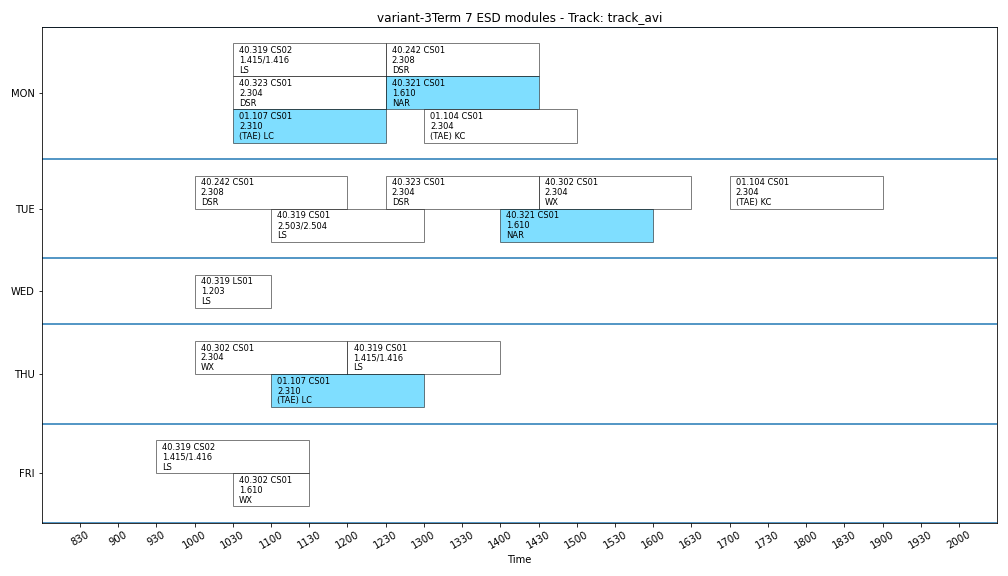 variant-3Term 7 ESD modules - Track: track_avi
MON
40.319 CS02
1.415/1.416
LS
40.242 CS01
2.308
DSR
40.323 CS01
2.304
DSR
40.321 CS01
1.610
NAR
01.107 CS01
2.310
(TAE) LC
01.104 CS01
2.304
(TAE) KC
TUE
40.242 CS01
2.308
DSR
40.323 CS01
2.304
DSR
40.302 CS01
2.304
WX
01.104 CS01
2.304
(TAE) KC
40.319 CS01
2.503/2.504
LS
40.321 CS01
1.610
NAR
WED
40.319 LS01
1.203
LS
THU
40.302 CS01
2.304
WX
40.319 CS01
1.415/1.416
LS
01.107 CS01
2.310
(TAE) LC
FRI
40.319 CS02
1.415/1.416
LS
40.302 CS01
1.610
WX
830 900 930 1000 1030 1100 1130 1200 1230 1300 1330 1400 1430 1500 1530 1600 1630 1700 1730 1800 1830 1900 1930 2000
Time